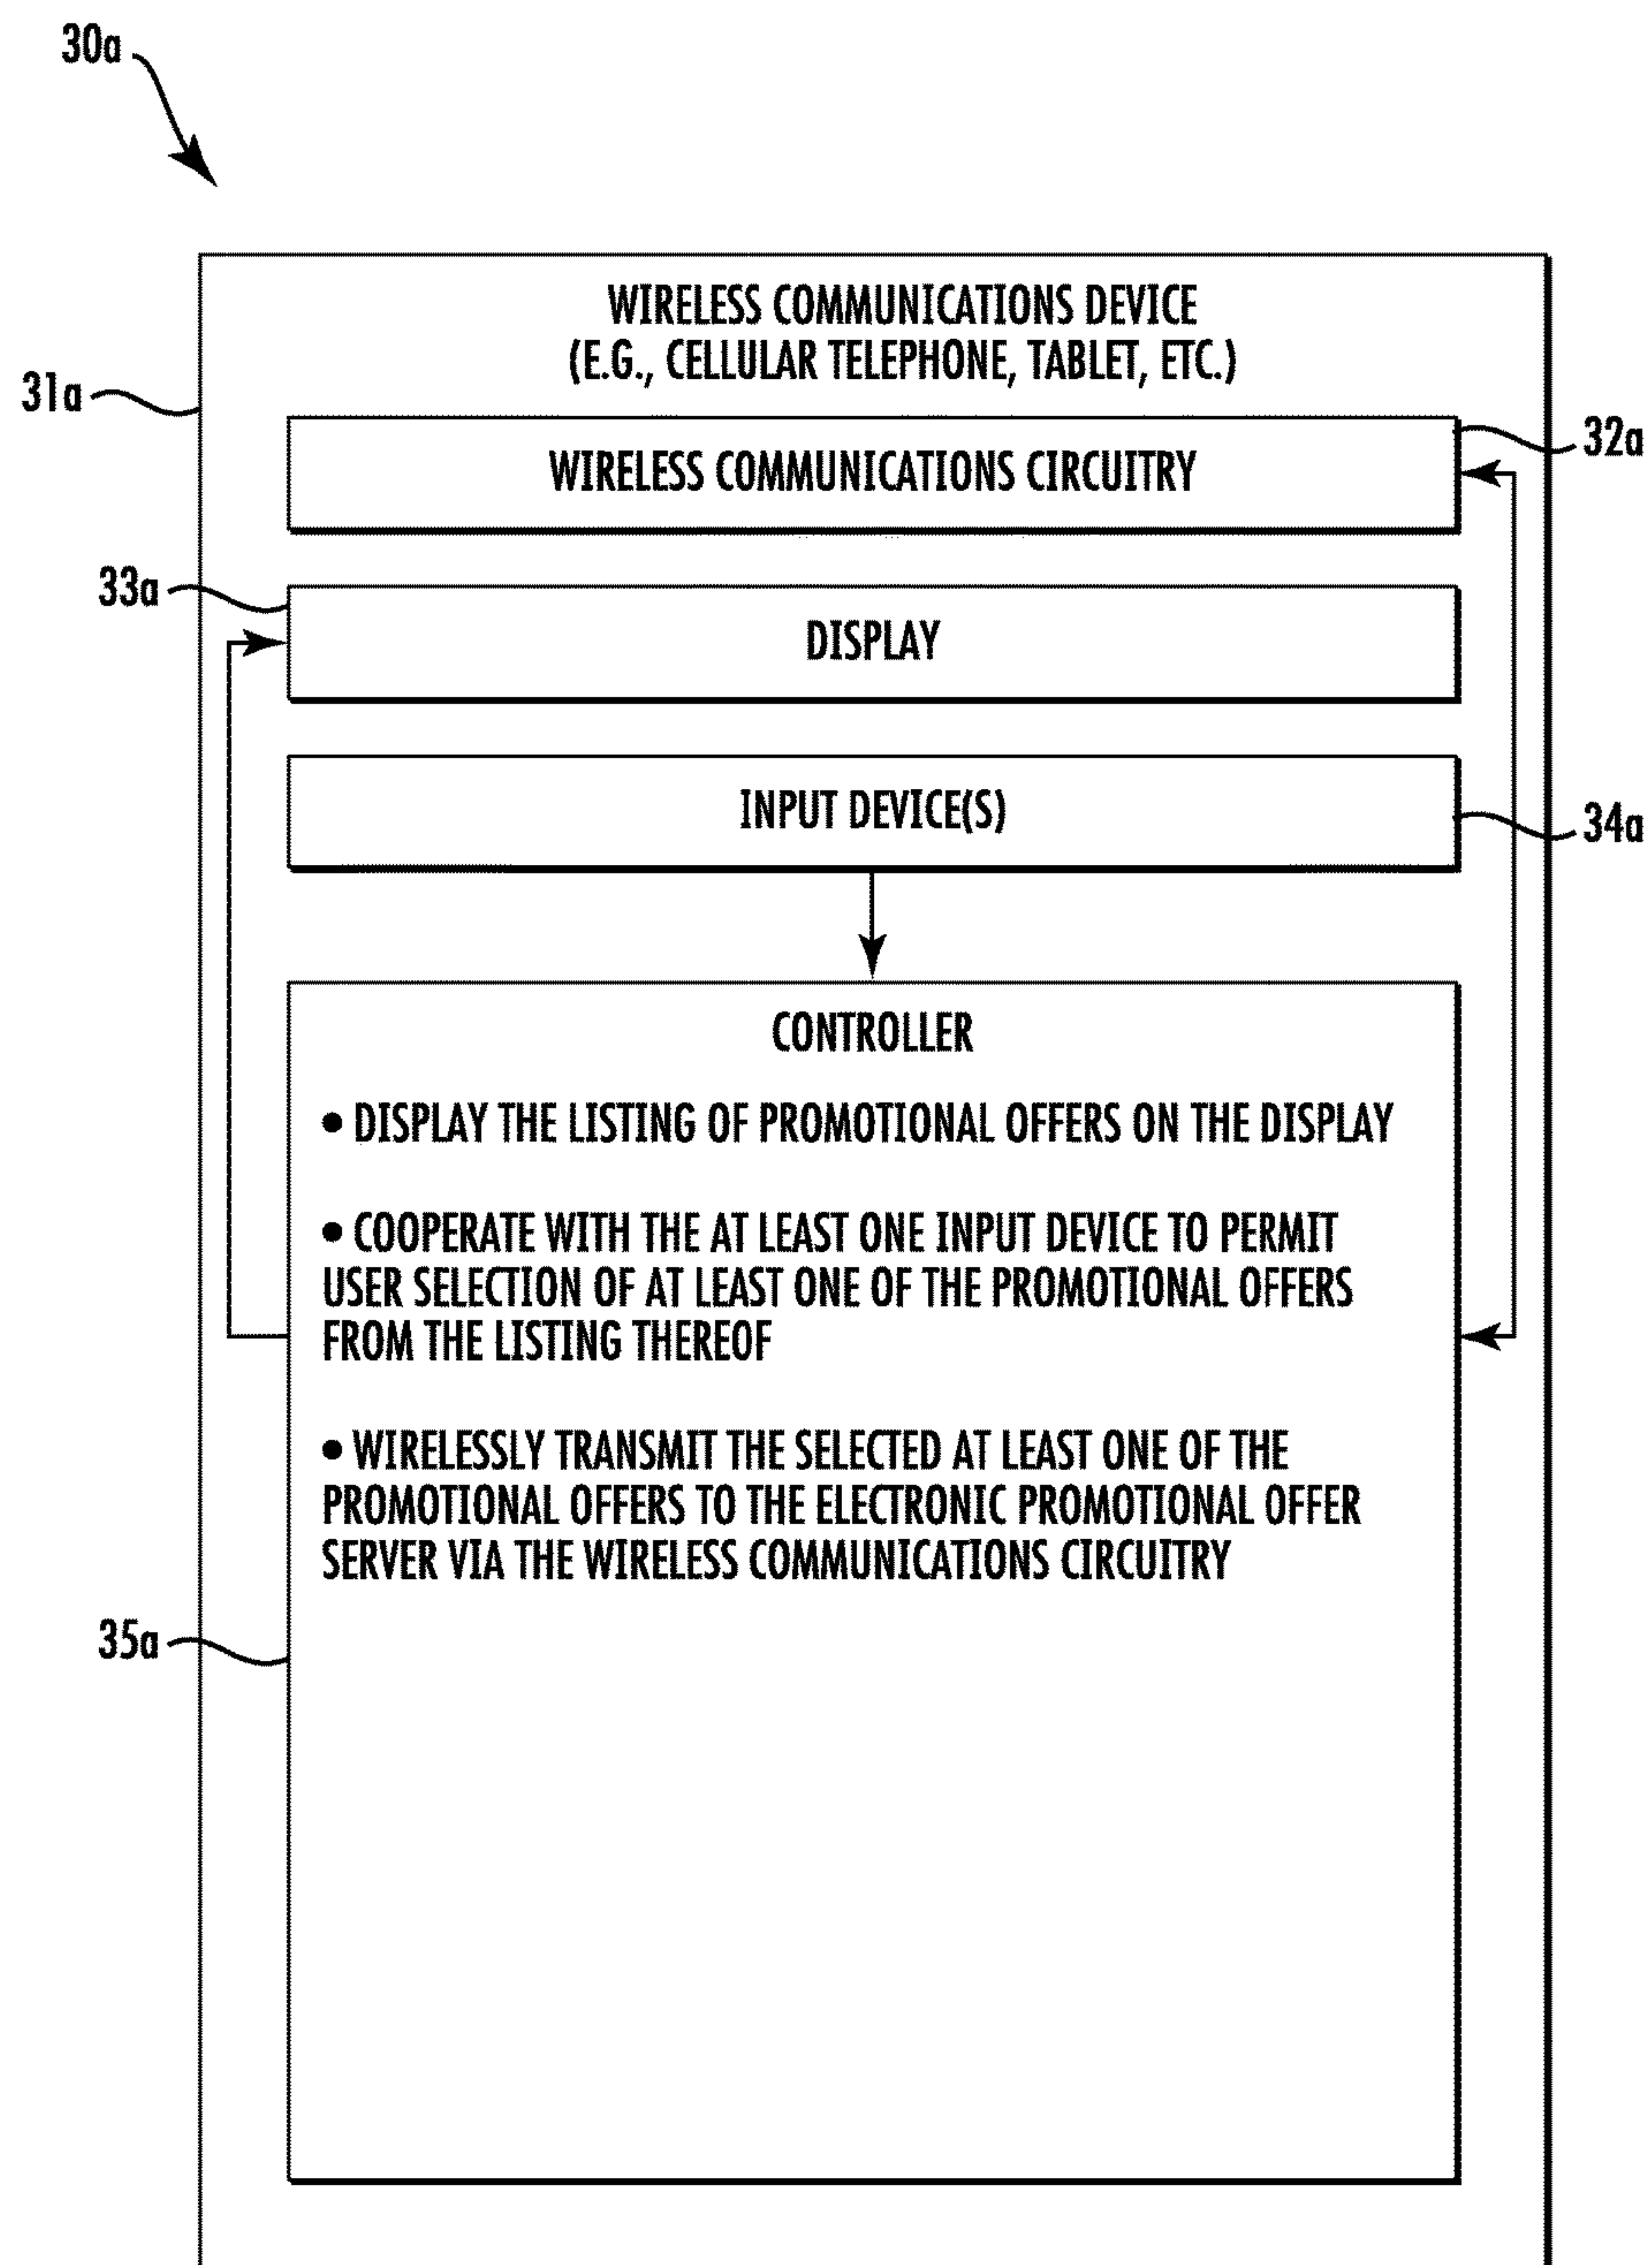 30a
WIRELESS COMMUNICATIONS DEVICE
(E.G., CELLULAR TELEPHONE, TABLET, ETC.)
31a
WIRELESS COMMUNICATIONS CIRCUITRY
32a
33a
DISPLAY
INPUT DEVICE(S)
34a
CONTROLLER
• DISPLAY THE LISTING OF PROMOTIONAL OFFERS ON THE DISPLAY
• COOPERATE WITH THE AT LEAST ONE INPUT DEVICE TO PERMIT
USER SELECTION OF AT LEAST ONE OF THE PROMOTIONAL OFFERS
FROM THE LISTING THEREOF
• WIRELESSLY TRANSMIT THE SELECTED AT LEAST ONE OF THE
PROMOTIONAL OFFERS TO THE ELECTRONIC PROMOTIONAL OFFER
SERVER VIA THE WIRELESS COMMUNICATIONS CIRCUITRY
35a